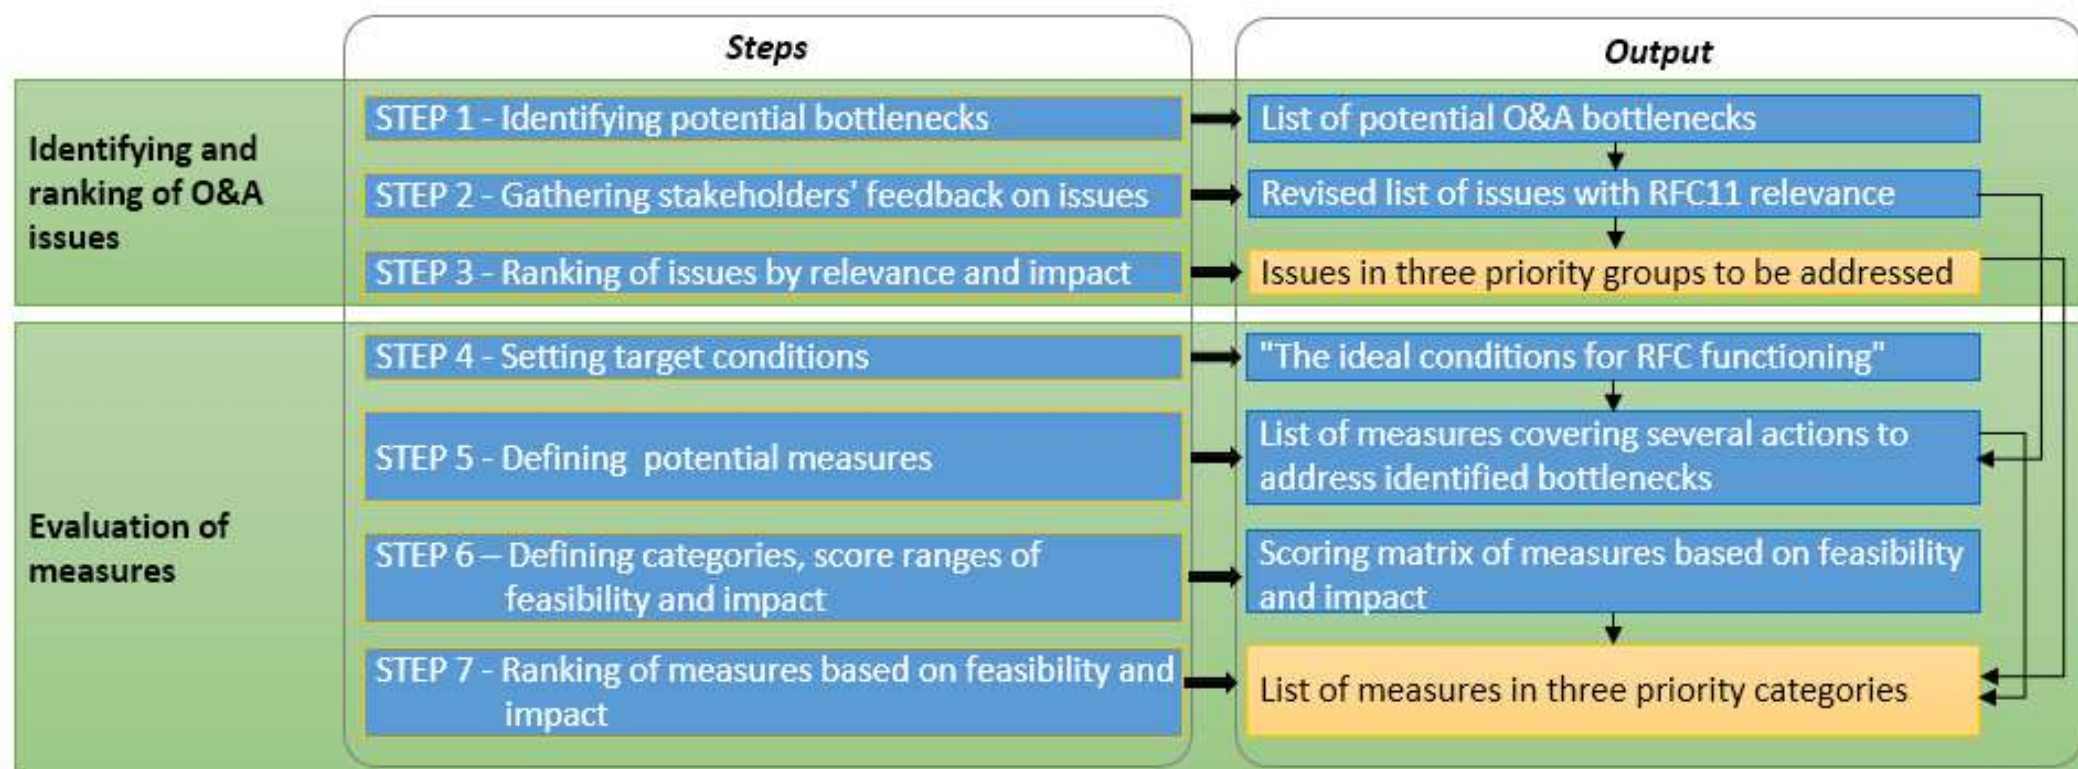 Steps
Output
Identifying and
ranking of O&A
issues
STEP 1 - Identifying potential bottlenecks
List of potential O&A bottlenecks
STEP 2 - Gathering stakeholders' feedback on issues
Revised list of issues with RFC11 relevance
STEP 3 - Ranking of issues by relevance and impact
Issues in three priority groups to be addressed
Evaluation of
measures
STEP 4 - Setting target conditions
"The ideal conditions for RFC functioning"
STEP 5 - Defining potential measures
List of measures covering several actions to
address identified bottlenecks
STEP 6 – Defining categories, score ranges of
feasibility and impact
Scoring matrix of measures based on feasibility
and impact
STEP 7 - Ranking of measures based on feasibility and
impact
List of measures in three priority categories